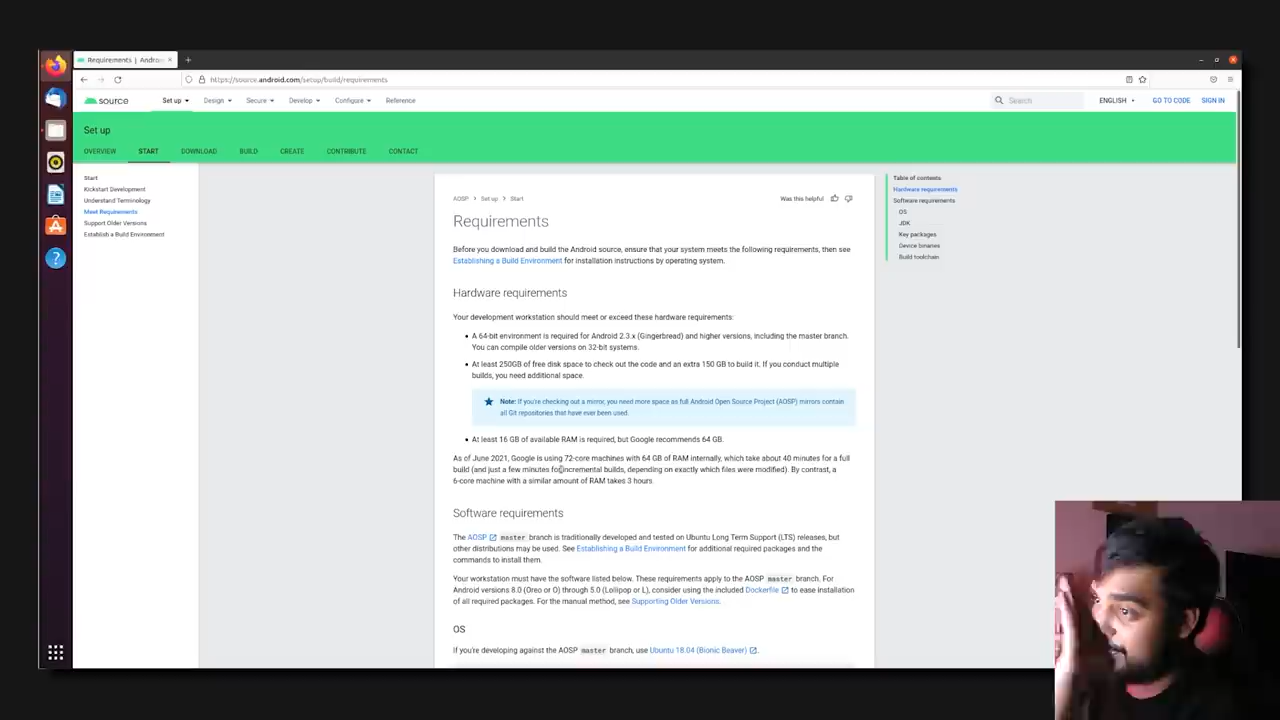 Requirements | Andro
https://source.android.com/setup/build/requirements
source
Set up
Design
Secure
Develop
Configure
Reference
Search
ENGLISH
GO TO CODE
SIGN IN
Set up
OVERVIEW
START
DOWNLOAD
BUILD
CREATE
CONTRIBUTE
CONTACT
Start
Kickstart Development
Understand Terminology
Meet Requirements
Support Older Versions
Establish a Build Environment
AOSP > Set up > Start
Was this helpful
Requirements
Before you download and build the Android source, ensure that your system meets the following requirements, then see
Establishing a Build Environment for installation instructions by operating system.
Hardware requirements
Your development workstation should meet or exceed these hardware requirements:
A 64-bit environment is required for Android 2.3.x (Gingerbread) and higher versions, including the master branch.
You can compile older versions on 32-bit systems.
At least 250GB of free disk space to check out the code and an extra 150 GB to build it. If you conduct multiple
builds, you need additional space.
Note: If you're checking out a mirror, you need more space as full Android Open Source Project (AOSP) mirrors contain
all Git repositories that have ever been used.
At least 16 GB of available RAM is required, but Google recommends 64 GB.
As of June 2021, Google is using 72-core machines with 64 GB of RAM internally, which take about 40 minutes for a full
build (and just a few minutes for incremental builds, depending on exactly which files were modified). By contrast, a
6-core machine with a similar amount of RAM takes 3 hours.
Software requirements
The AOSP master branch is traditionally developed and tested on Ubuntu Long Term Support (LTS) releases, but
other distributions may be used. See Establishing a Build Environment for additional required packages and the
commands to install them.
Your workstation must have the software listed below. These requirements apply to the AOSP master branch. For
Android versions 8.0 (Oreo or O) through 5.0 (Lollipop or L), consider using the included Dockerfile to ease installation
of all required packages. For the manual method, see Supporting Older Versions.
OS
If you're developing against the AOSP master branch, use Ubuntu 18.04 (Bionic Beaver).
Table of contents
Hardware requirements
Software requirements
OS
JDK
Key packages
Device binaries
Build toolchain